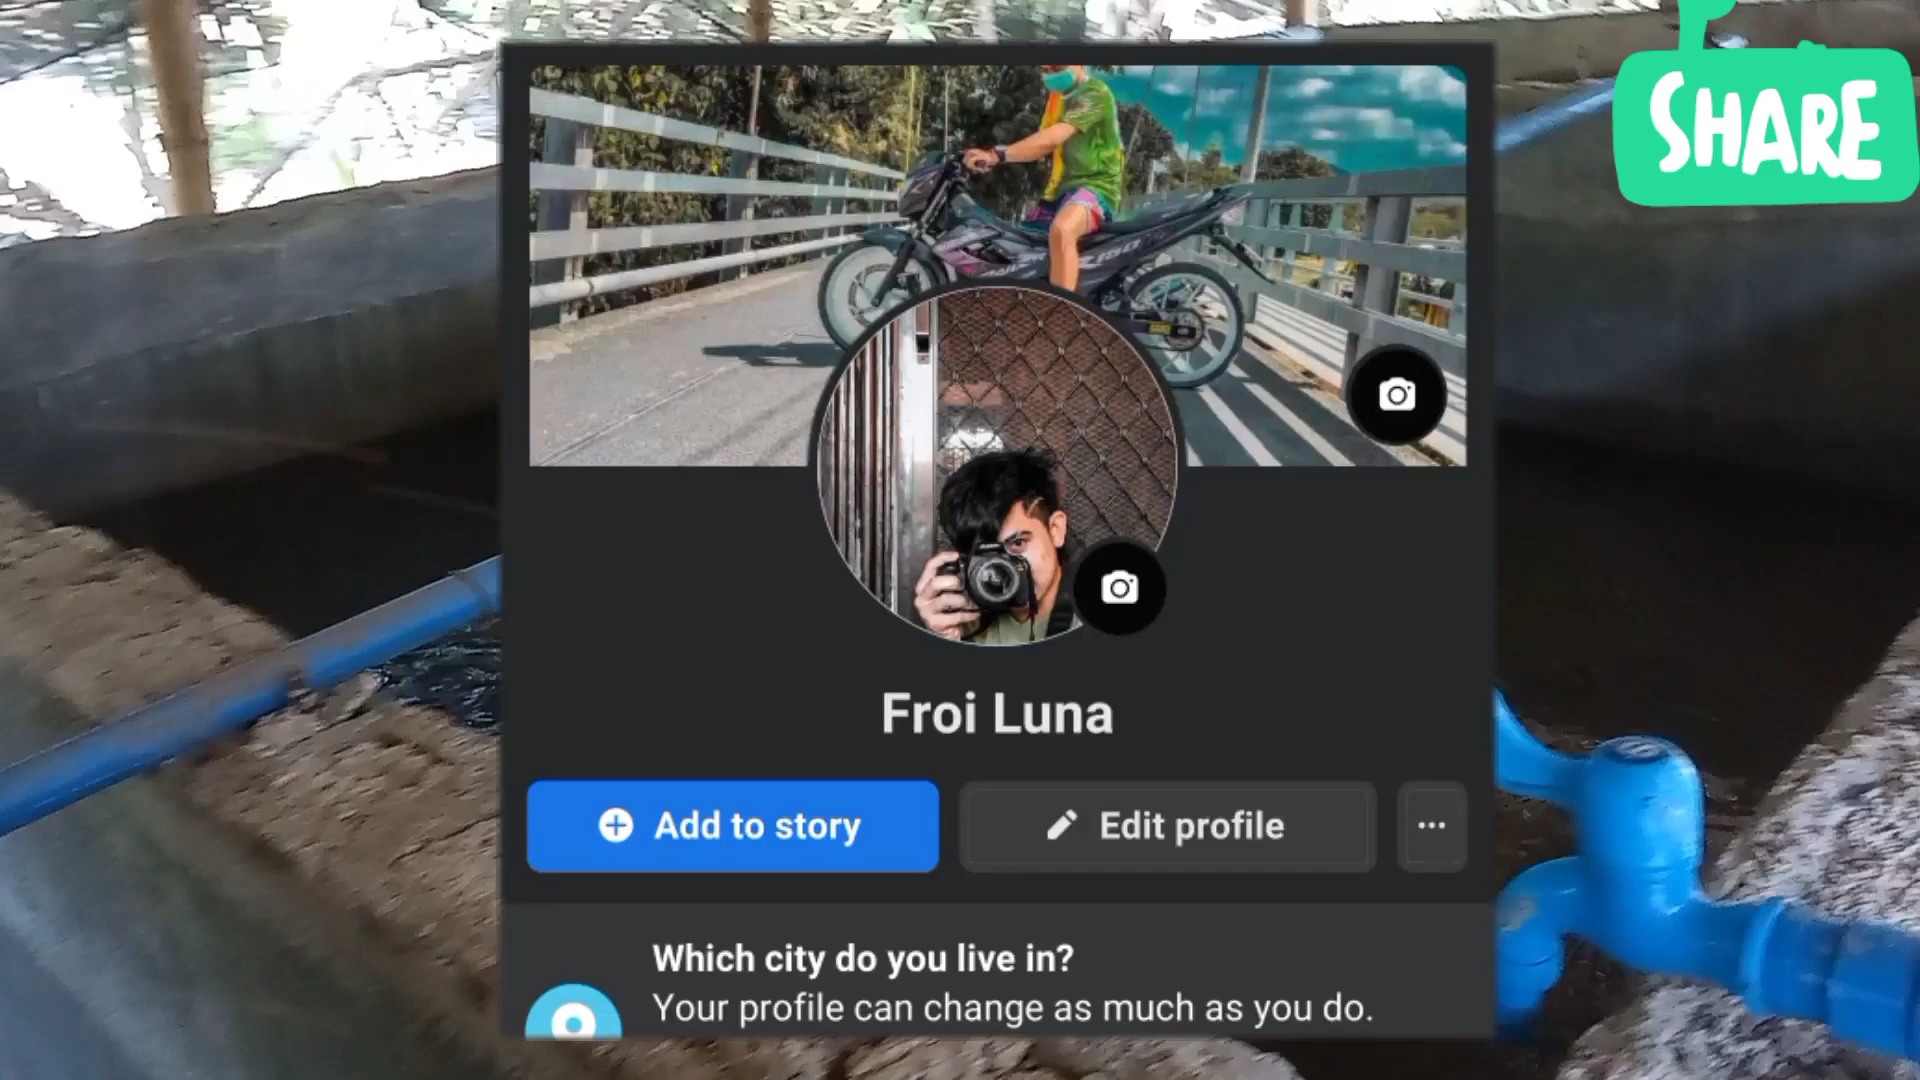 SHARE
Froi Luna
Add to story
Edit profile
Which city do you live in?
Your profile can change as much as you do.